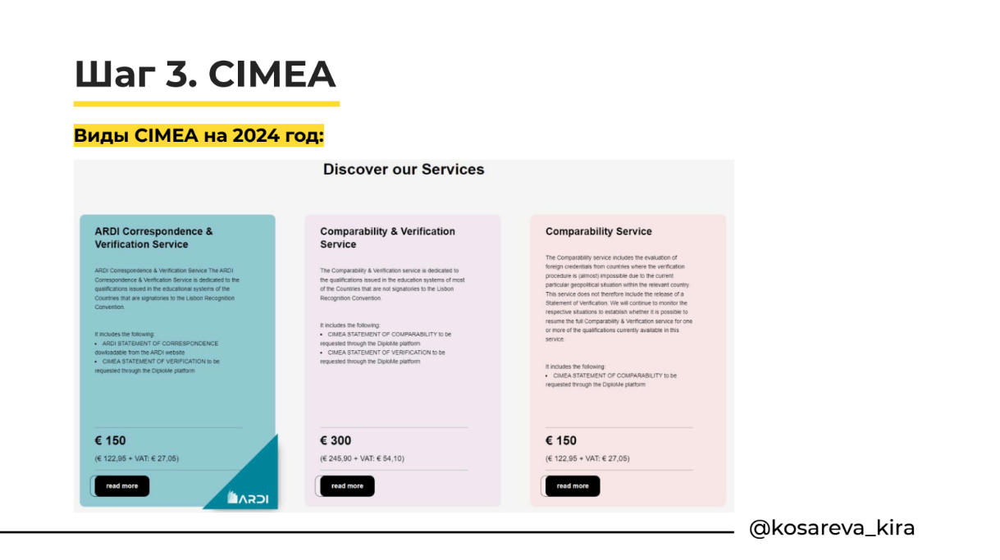 Шаг 3. CIMEA
Виды CIMEA на 2024 год:
Discover our Services
ARDI Correspondence &
Verification Service
ARDI Correspondence & Verification Service The ARDI
Correspondence & Verification Service is dedicated to the
qualifications issued in the educational systems of the
Countries that are signatories to the Lisbon Recognition
Convention.
It includes the following:
• ARDI STATEMENT OF CORRESPONDENCE
dowloadable from the ARDI website
• CIMEA STATEMENT OF VERIFICATION to be
requested through the DiploMe platform
€ 150
(€ 122,95 + VAT: € 27,05)
read more
ARDI
Comparability & Verification
Service
The Comparability & Verification service is dedicated to
the qualifications issued in the education systems of most
of the Countries that are not signatories to the Lisbon
Recognition Convention.
It includes the following:
• CIMEA STATEMENT OF COMPARABILITY to be
requested through the DiploMe platform
• CIMEA STATEMENT OF VERIFICATION to be
requested through the DiploMe platform
€ 300
(€ 245,90 + VAT: € 54,10)
read more
Comparability Service
The Comparability service includes the evaluation of
foreign credentials from countries where the verification
procedure is (almost) impossible due to the current
particular geopolitical situation within the relevant country.
This service does not therefore include the release of a
Statement of Verification. We will continue to monitor the
respective situations to establish whether it is possible to
resume the full Comparability & Verification service for one
or more of the qualifications currently available in this
service.
It includes the following:
• CIMEA STATEMENT OF COMPARABILITY to be
requested through the DiploMe platform
€ 150
(€ 122,95 + VAT: € 27,05)
read more
@kosareva_kira